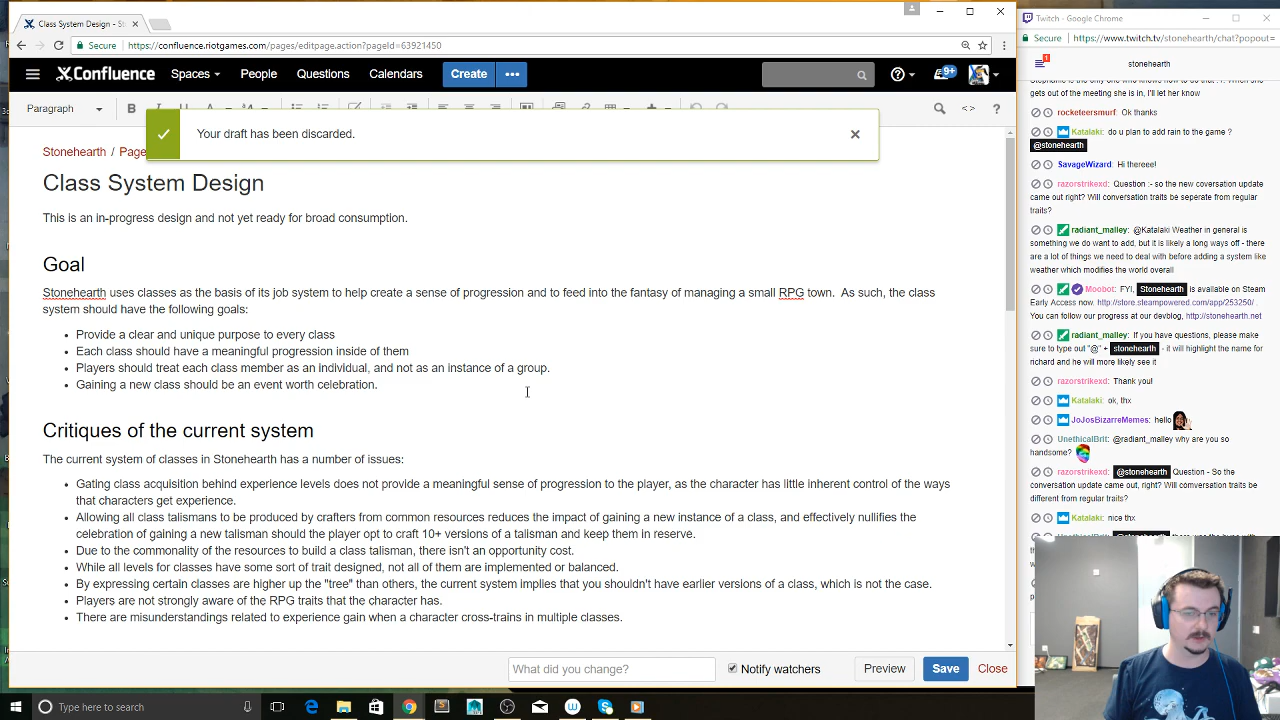 Class System Design - S
Twitch - Google Chrome
Secure
https://confluence.riotgames.com/pages/editpage.action?pageId=63921450
Secure
https://www.twitch.tv/stonehearth/chat?popout=
Confluence
Spaces
People
Questions
Calendars
Create
9+
stonehearth
Paragraph
B
Your draft has been discarded.
Stonehearth / Page
Class System Design
This is an in-progress design and not yet ready for broad consumption.
Goal
Stonehearth uses classes as the basis of its job system to help create a sense of progression and to feed into the fantasy of managing a small RPG town. As such, the class
system should have the following goals:
Provide a clear and unique purpose to every class
Each class should have a meaningful progression inside of them
Players should treat each class member as an individual, and not an instance of a group.
Gaining a new class should be an event worth celebration.
Critiques of the current system
The current system of classes in Stonehearth has a number of issues:
Gating class acquisition behind experience levels doesn't give a meaningful sense of progression to the player, as the character has little inherent control of the ways
that characters get experience.
Allowing all class talismans to be produced by crafters from common resources reduces the impact of gaining a new instance of a class, and effectively nullifies the
celebration of gaining a new talisman should the player opt to craft 10+ versions of a talisman and keep them in reserve.
Due to the commonality of the resources to build a class talisman, there isn't an opportunity cost.
While all levels for classes have some sort of trait designed, not all of them are implemented or balanced.
By expressing certain classes are higher up the "tree" than others, the current system implies that you shouldn't have earlier versions of a class, which is not the case.
Players are not strongly aware of the RPG traits that the character has.
There are misunderstandings related to experience gain when a character cross-trains in multiple classes.
What did you change?
Notify watchers
Preview
Save
Close
gets out of the meeting she is in, I'll let her know
rocketeersmurf: Ok thanks
Katalaki: do u plan to add rain to the game ?
@stonehearth
SavageWizard: Hi thereee!
razorstrikexd: Question :- so the new coversation update
came out right? Will conversation traits be seperate from regular
traits?
radiant_malley: @Katalaki Weather in general is
something we do want to add, but it is likely a long ways off - there
are a lot of things we need to deal with before adding a system like
weather which modifies the world overall
Moobot: FYI, Stonehearth is available on Steam
Early Access now. http://store.steampowered.com/app/253250/ .
You can follow our progress at our devblog, http://stonehearth.net
radiant_malley: If you have questions, please make
sure to type out "@" + stonehearth - it will highlight the name for
richard and he will more likely see it
razorstrikexd: Thank you!
Katalaki: ok, thx
JoJosBizarreMemes: hello
UnethicalBrit: @radiant_malley why are you so
handsome?
razorstrikexd: @stonehearth Question - So the
conversation update came out, right? Will comversation traits be
different from regular traits?
Katalaki: nice thx
Type here to search